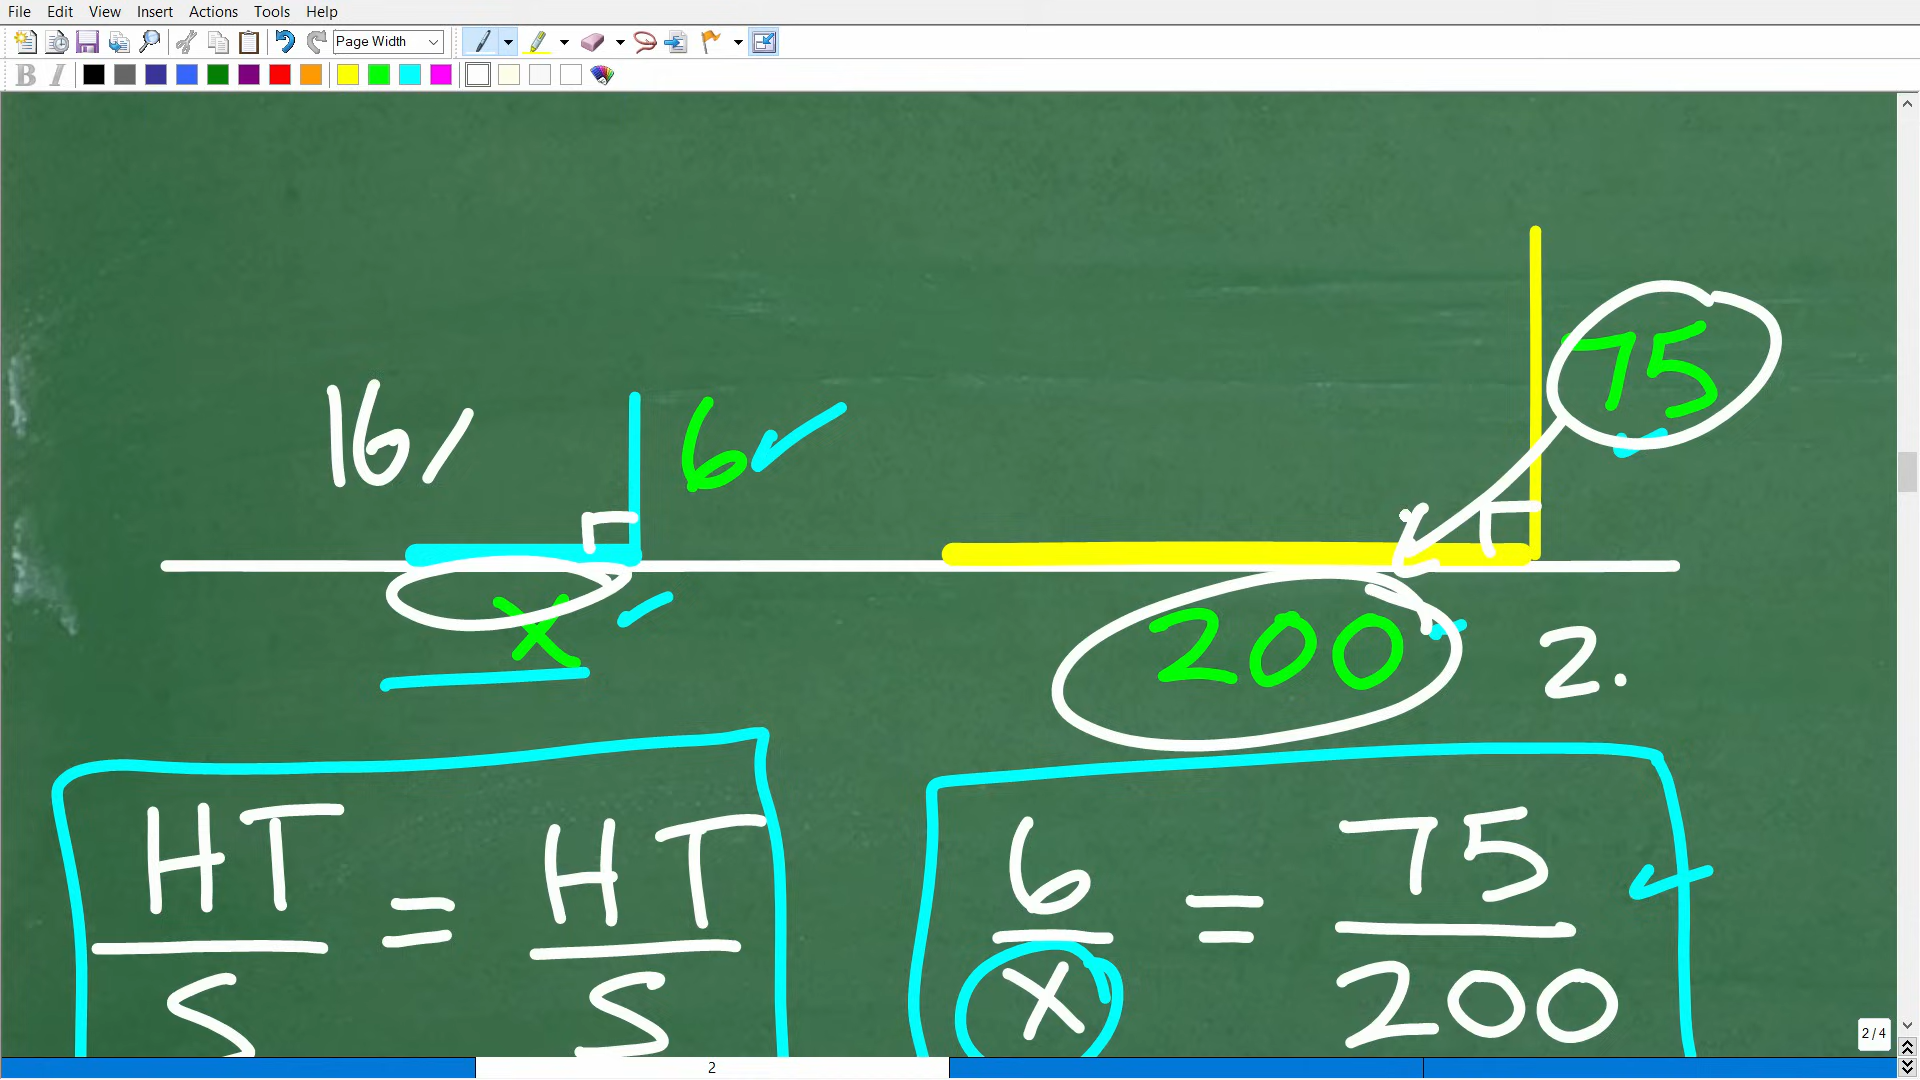 File Edit View Insert Actions Tools Help
Page Width
B I
75
16 6
x 200 2.
HT = HT 6 = 75
S S x 200
2 / 4
2